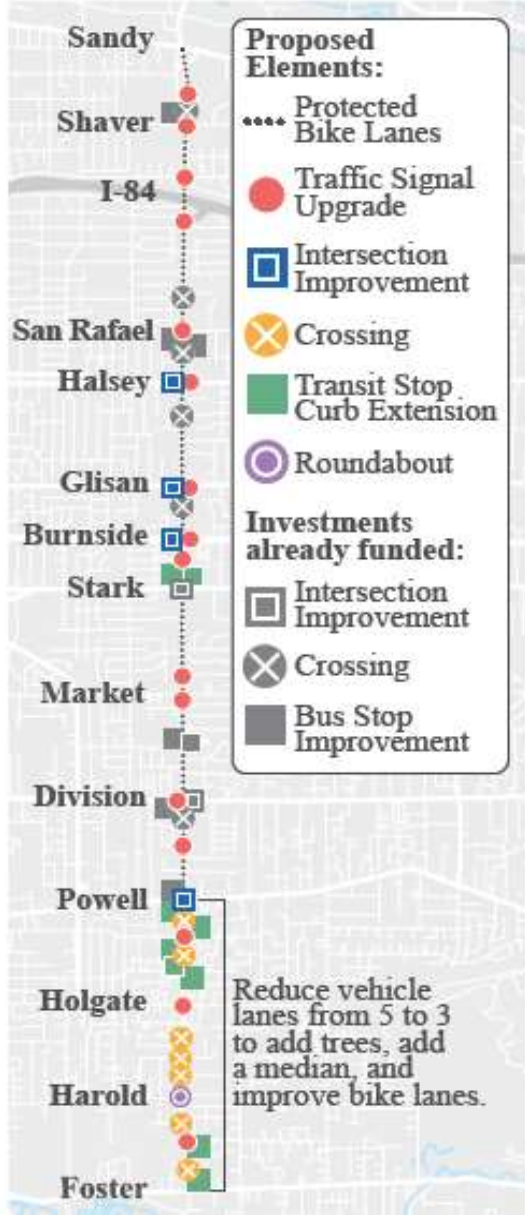 Sandy
Shaver
I-84
San Rafael
Halsey
Glisan
Burnside
Stark
Market
Division
Powell
Holgate
Harold
Foster
Proposed
Elements:
Protected
Bike Lanes
Traffic Signal
Upgrade
Intersection
Improvement
Crossing
Transit Stop
Curb Extension
Roundabout
Investments
already funded:
Intersection
Improvement
Crossing
Bus Stop
Improvement
Reduce vehicle
lanes from 5 to 3
to add trees, add
a median, and
improve bike lanes.